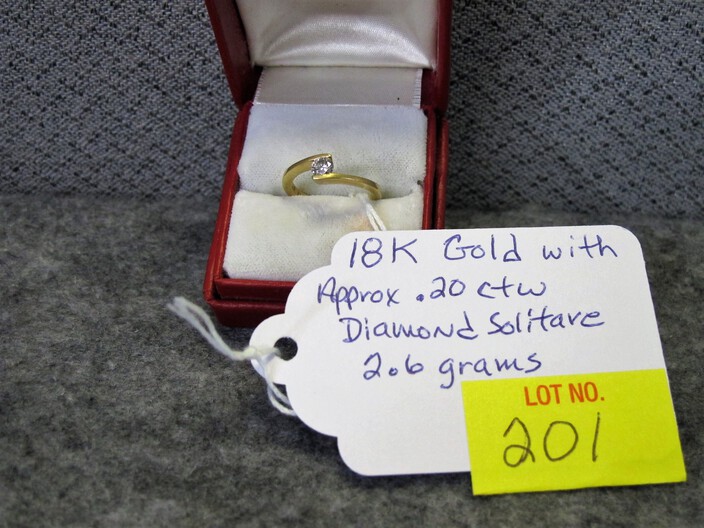 18K Gold with
Approx .20 ctw
Diamond Solitare
2.6 grams
LOT NO.
201